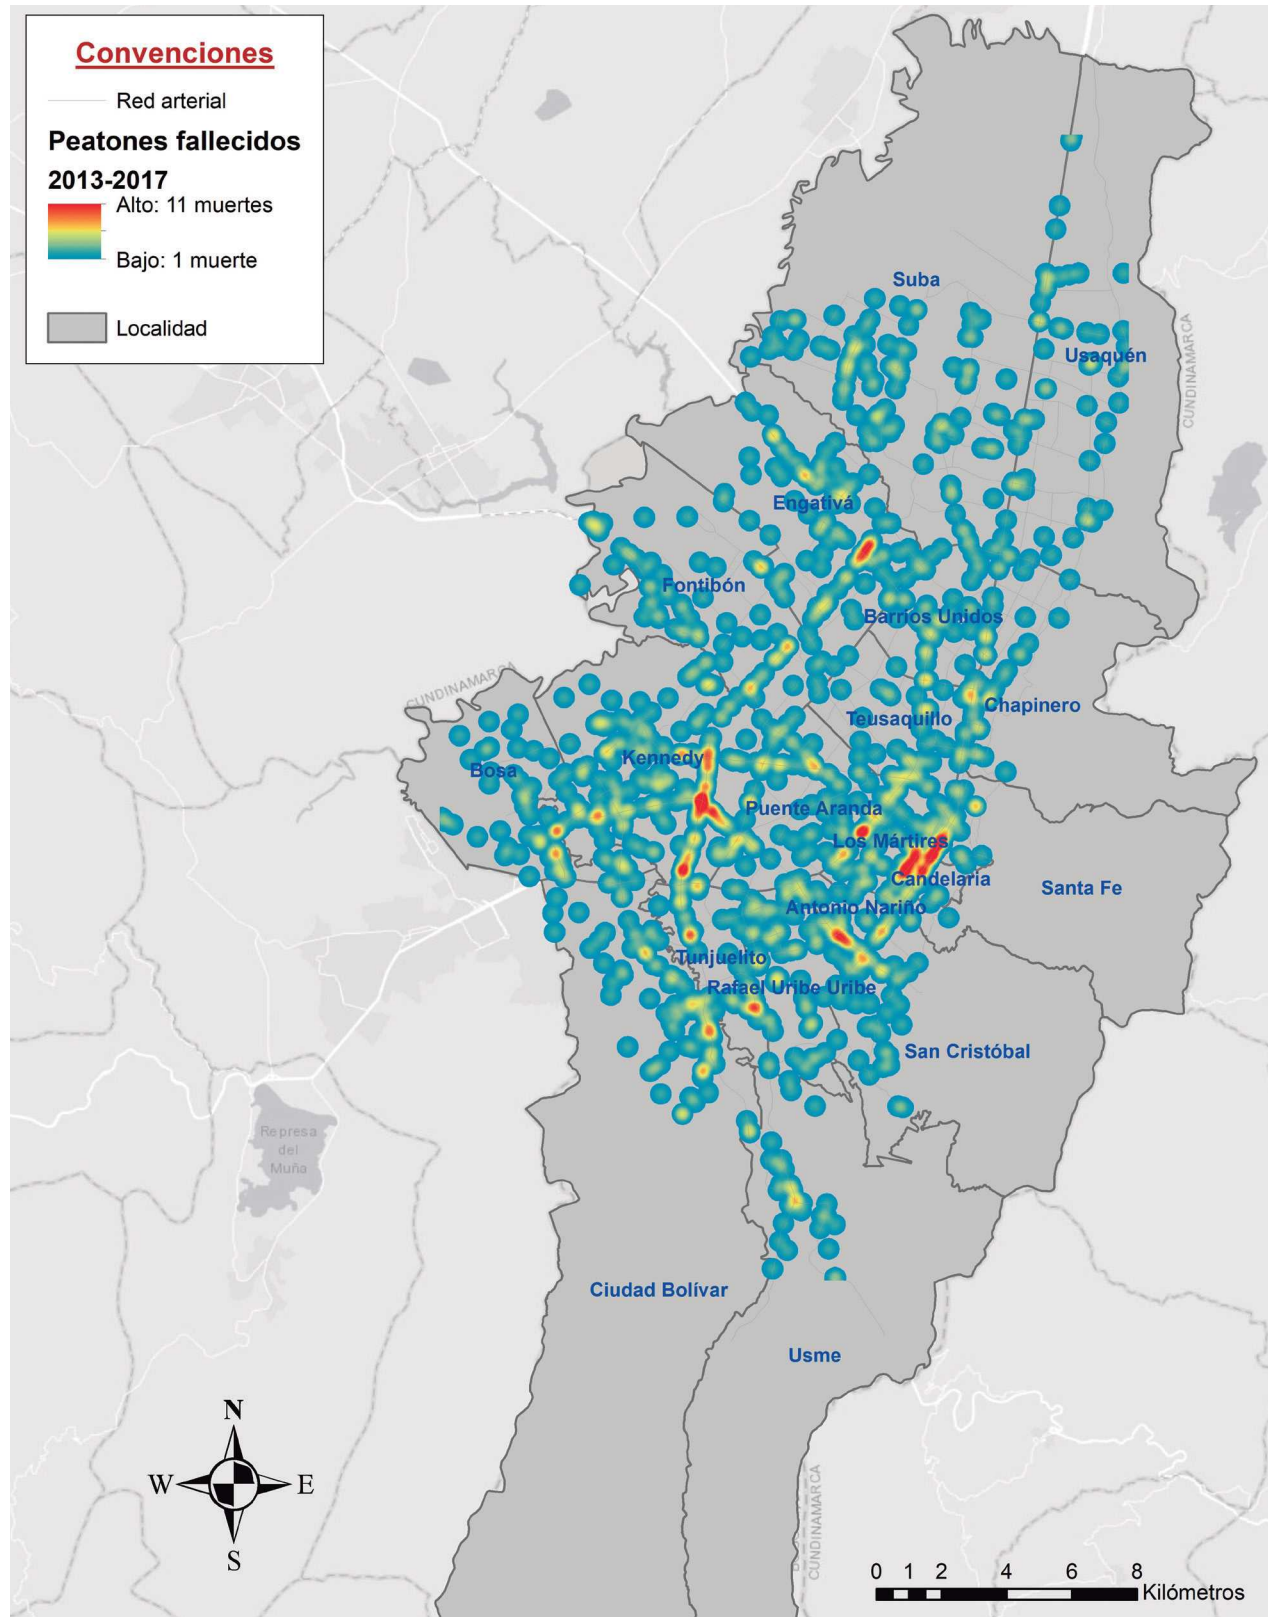 Convenciones
Red arterial
Peatones fallecidos
2013-2017
Alto: 11 muertes
Bajo: 1 muerte
Localidad
Suba
Usaquén
CUNDINAMARCA
Engativá
Fontibón
Barrios Unidos
CUNDINAMARCA
Chapinero
Teusaquillo
Kennedy
Bosa
Puente Aranda
Los Mártires
Candelaria
Santa Fe
Antonio Nariño
Tunjuelito
Rafael Uribe Uribe
San Cristóbal
Represa
del
Muña
Ciudad Bolívar
Usme
N
W E
S
CUNDINAMARCA
0 1 2 4 6 8
Kilómetros